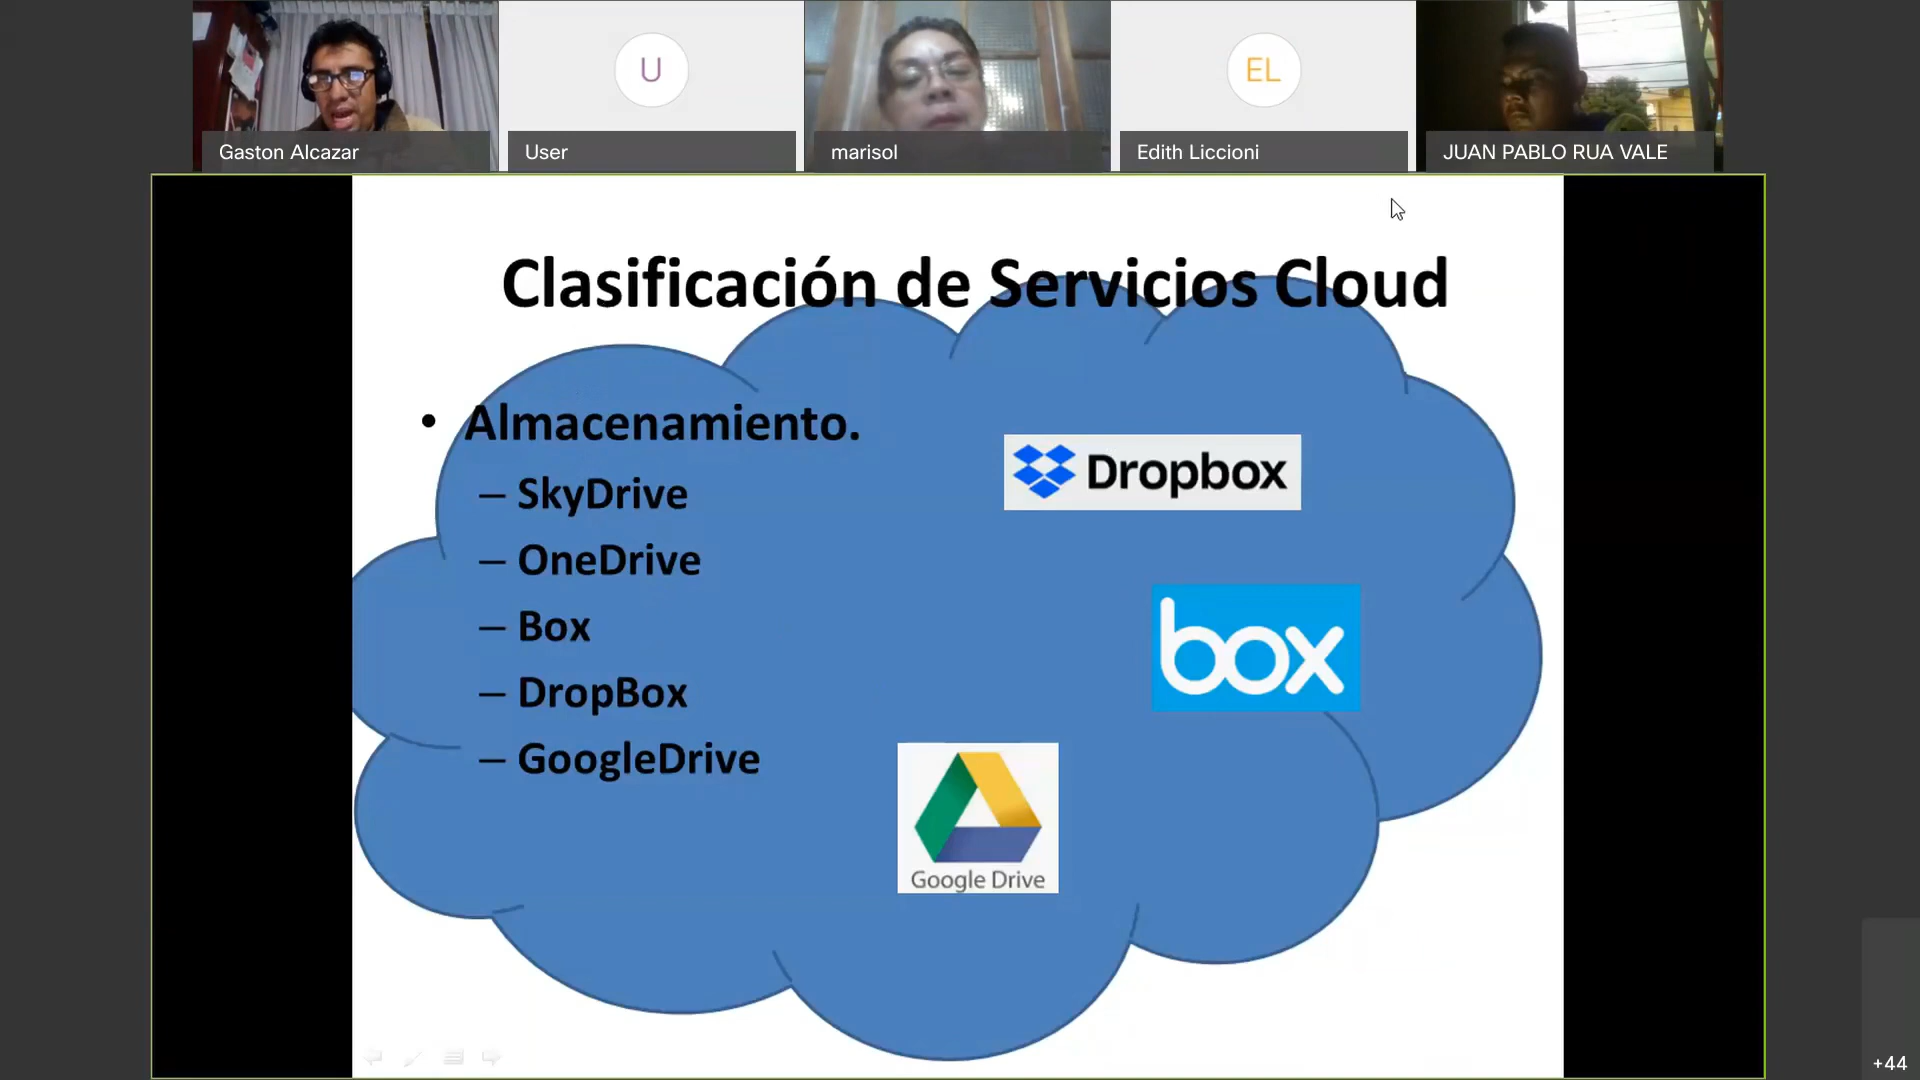 U
EL
Gaston Alcazar
User
marisol
Edith Liccioni
JUAN PABLO RUA VALE
Clasificación de Servicios Cloud
• Almacenamiento.
– SkyDrive
– OneDrive
– Box
– DropBox
– GoogleDrive
Dropbox
box
Google Drive
+44